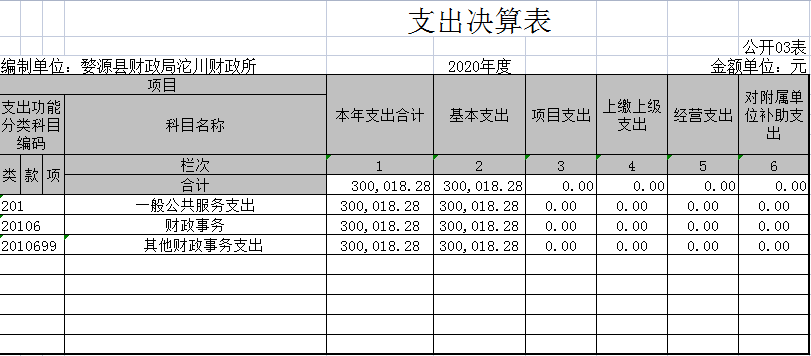 支出决算表
公开03表
编制单位：婺源县财政局沱川财政所 2020年度 金额单位：元
项目 本年支出合计 基本支出 项目支出 上缴上级支出 经营支出 对附属单位补助支出
支出功能分类科目编码 科目名称
类 款 项 栏次 1 2 3 4 5 6
合计 300,018.28 300,018.28 0.00 0.00 0.00 0.00
201 一般公共服务支出 300,018.28 300,018.28 0.00 0.00 0.00 0.00
20106 财政事务 300,018.28 300,018.28 0.00 0.00 0.00 0.00
2010699 其他财政事务支出 300,018.28 300,018.28 0.00 0.00 0.00 0.00